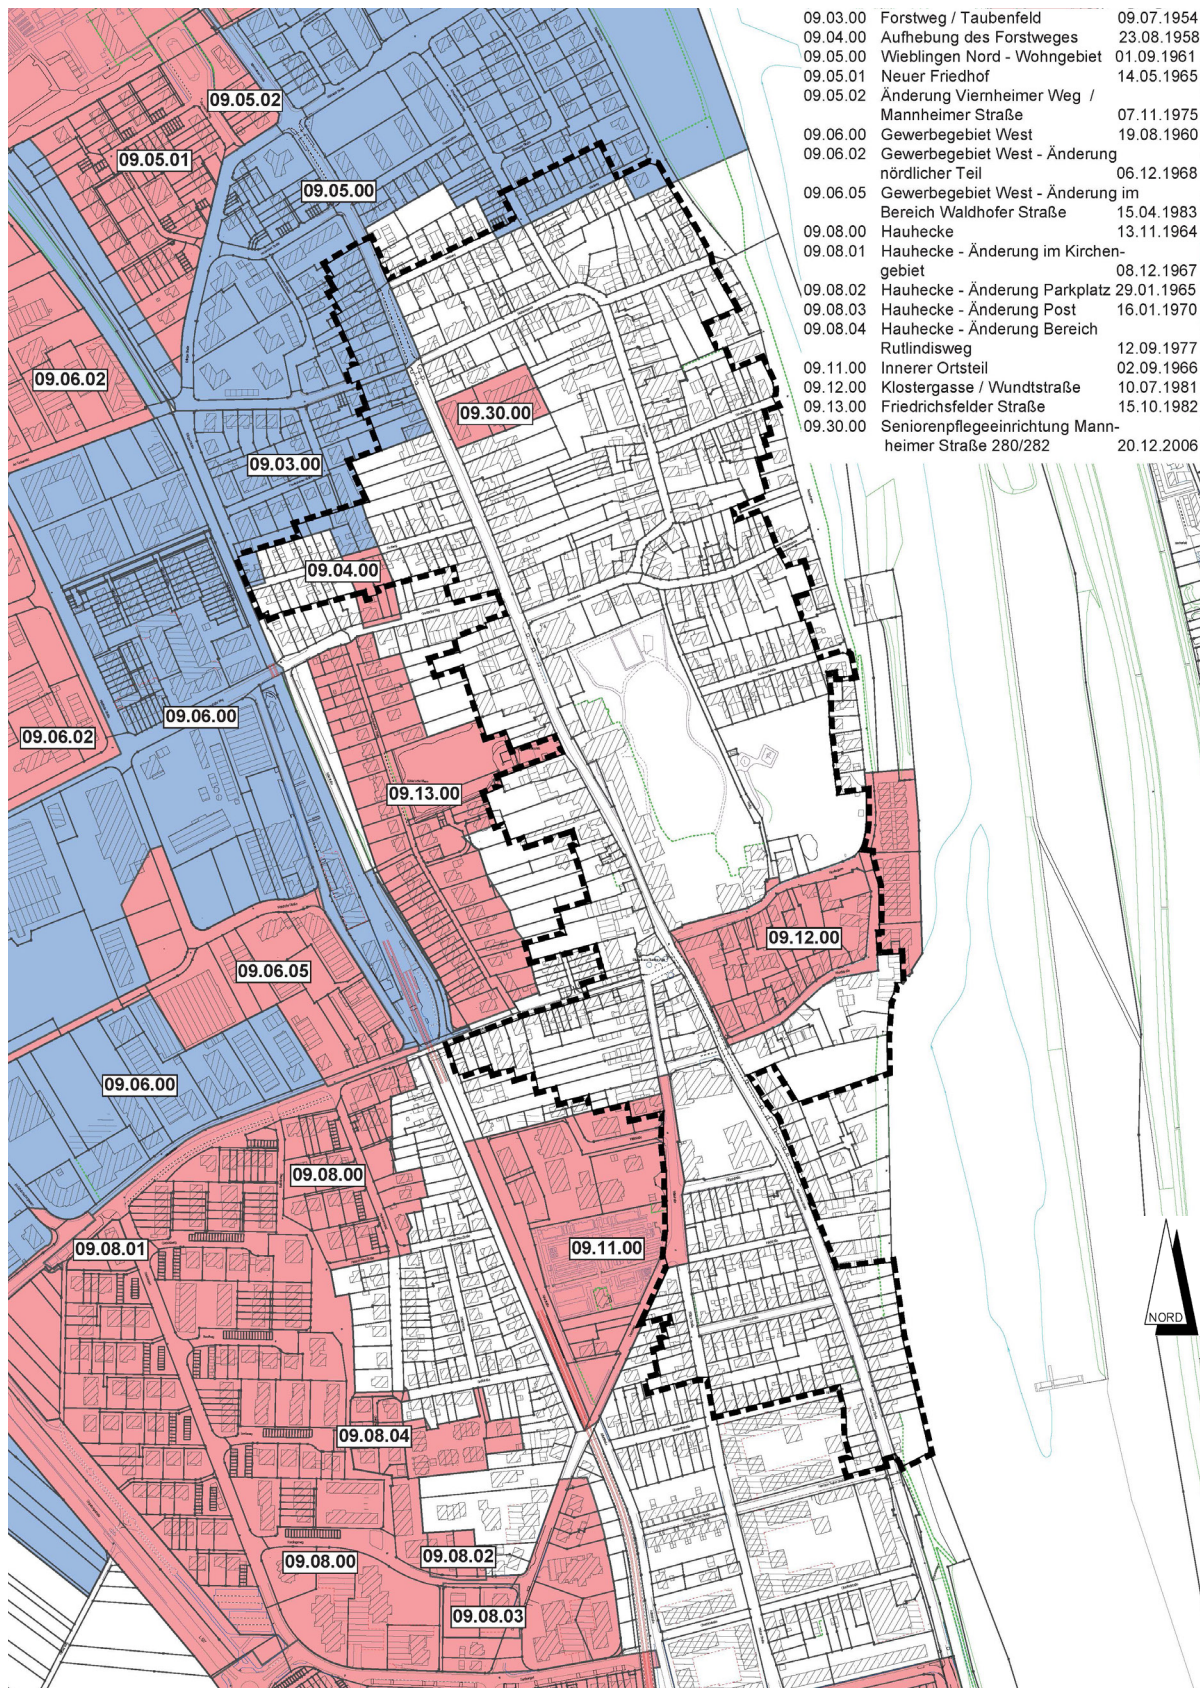 09.03.00 Forstweg / Taubenfeld 09.07.1954
09.04.00 Aufhebung des Forstweges 23.08.1958
09.05.00 Wieblingen Nord - Wohngebiet 01.09.1961
09.05.01 Neuer Friedhof 14.05.1965
09.05.02 Änderung Viernheimer Weg /
Mannheimer Straße 07.11.1975
09.06.00 Gewerbegebiet West 19.08.1960
09.06.02 Gewerbegebiet West - Änderung
nördlicher Teil 06.12.1968
09.06.05 Gewerbegebiet West - Änderung im
Bereich Waldhofer Straße 15.04.1983
09.08.00 Hauhecke 13.11.1964
09.08.01 Hauhecke - Änderung im Kirchen-
gebiet 08.12.1967
09.08.02 Hauhecke - Änderung Parkplatz 29.01.1965
09.08.03 Hauhecke - Änderung Post 16.01.1970
09.08.04 Hauhecke - Änderung Bereich
Rutlindisweg 12.09.1977
09.11.00 Innerer Ortsteil 02.09.1966
09.12.00 Klostergasse / Wundtstraße 10.07.1981
09.13.00 Friedrichsfelder Straße 15.10.1982
09.30.00 Seniorenpflegeeinrichtung Mann-
heimer Straße 280/282 20.12.2006
09.05.02
09.05.01
09.05.00
09.06.02
09.30.00
09.03.00
09.04.00
09.06.00
09.06.02
09.13.00
09.12.00
09.06.05
09.06.00
09.08.00
09.08.01
09.11.00
NORD
09.08.04
09.08.00
09.08.02
09.08.03